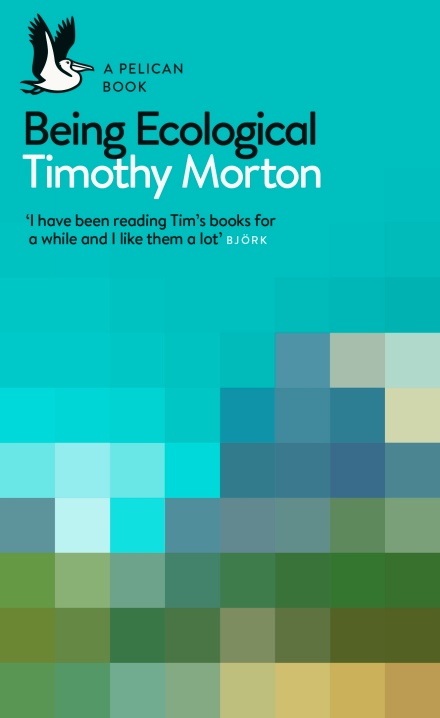 A PELICAN
BOOK
Being Ecological
Timothy Morton
‘I have been reading Tim’s books for
a while and I like them a lot’ BJÖRK